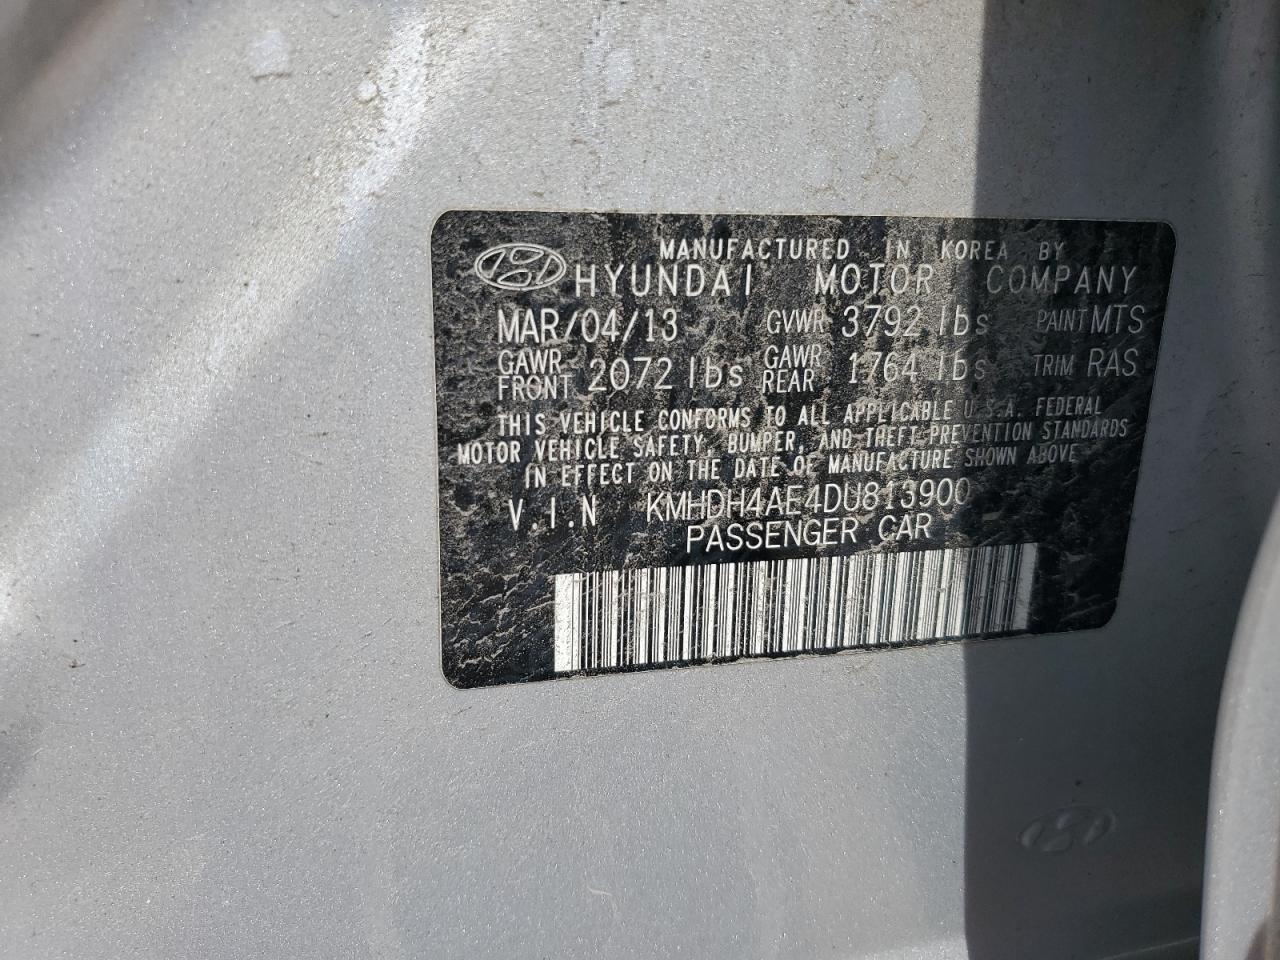 MANUFACTURED IN KOREA BY
HYUNDAI MOTOR COMPANY
MAR/04/13 GVWR 3792 lbs PAINT MTS
GAWR FRONT 2072 lbs GAWR REAR 1764 lbs TRIM RAS
THIS VEHICLE CONFORMS TO ALL APPLICABLE U.S.A. FEDERAL
MOTOR VEHICLE SAFETY, BUMPER, AND THEFT PREVENTION STANDARDS
IN EFFECT ON THE DATE OF MANUFACTURE SHOWN ABOVE
V.I.N KMHDH4AE4DU813900
PASSENGER CAR